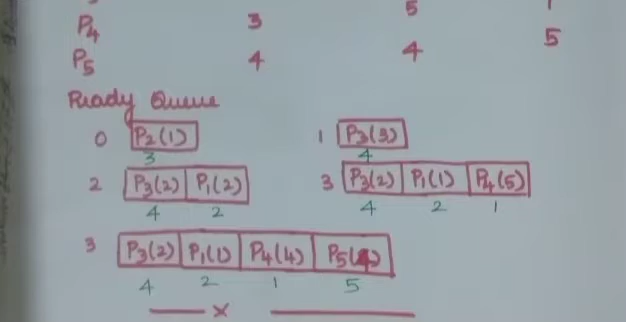 5 1
P4 3 5
P5 4 4
Ready Queue
0 P2(1) 1 P3(3)
3 4
2 P3(2) P1(2) 3 P3(2) P1(1) P4(5)
4 2 4 2 1
3 P3(2) P1(1) P4(4) P5(4)
4 2 1 5
x